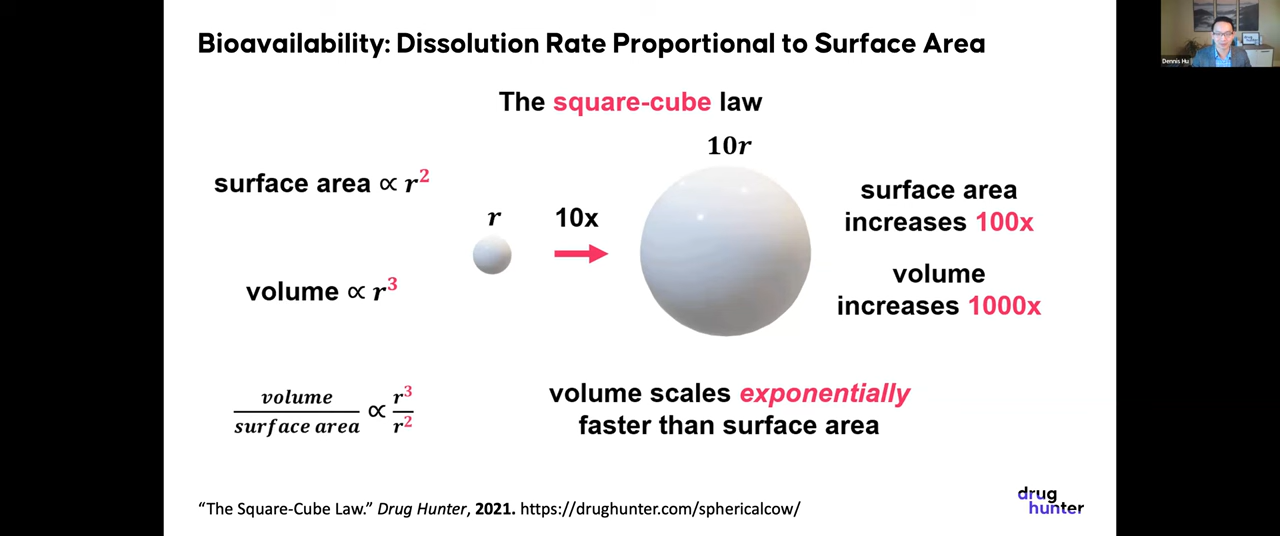 Bioavailability: Dissolution Rate Proportional to Surface Area
Dennis Hu
The square-cube law
surface area ∝ r²
volume ∝ r³
volume / surface area ∝ r³ / r²
r
10x
10r
surface area
increases 100x
volume
increases 1000x
volume scales exponentially
faster than surface area
“The Square-Cube Law.” Drug Hunter, 2021. https://drughunter.com/sphericalcow/
drug
hunter